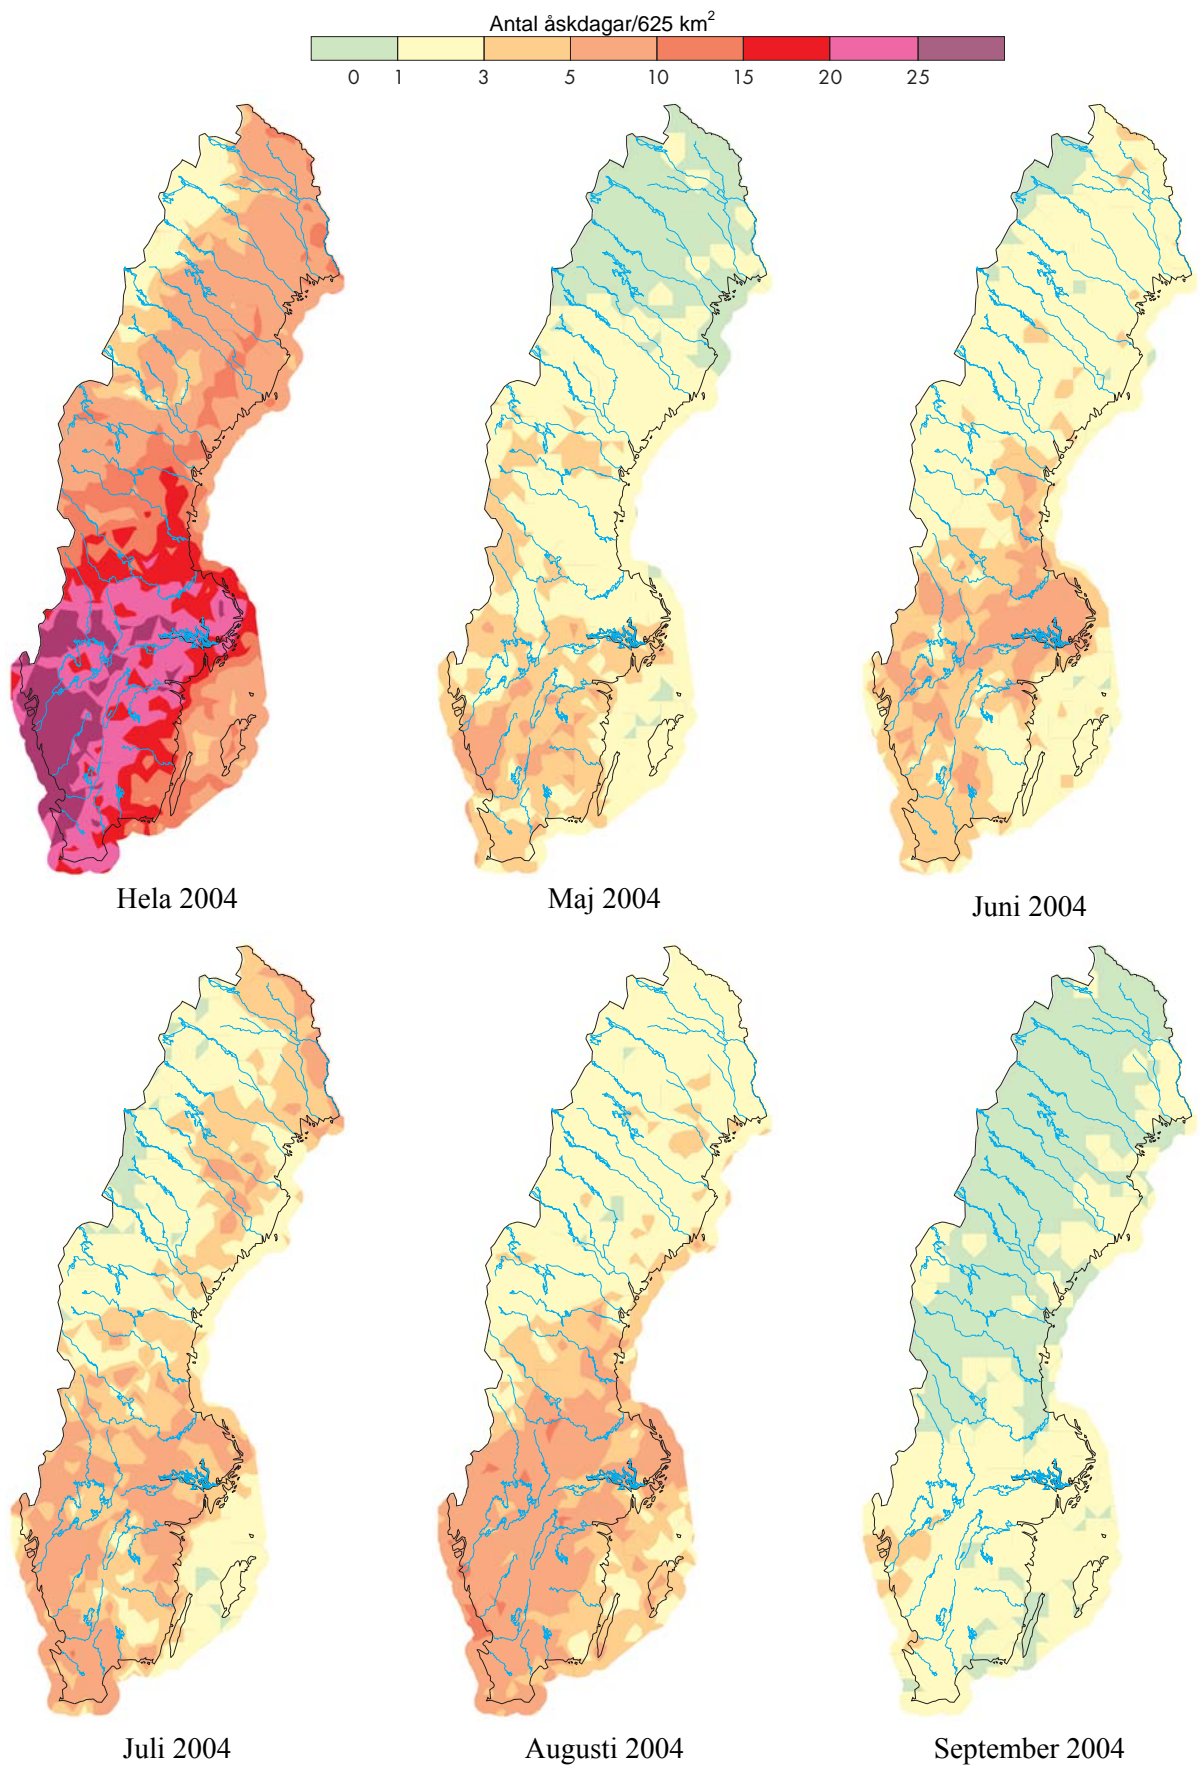 Antal åskdagar/625 km²
0 1 3 5 10 15 20 25
Hela 2004
Maj 2004
Juni 2004
Juli 2004
Augusti 2004
September 2004